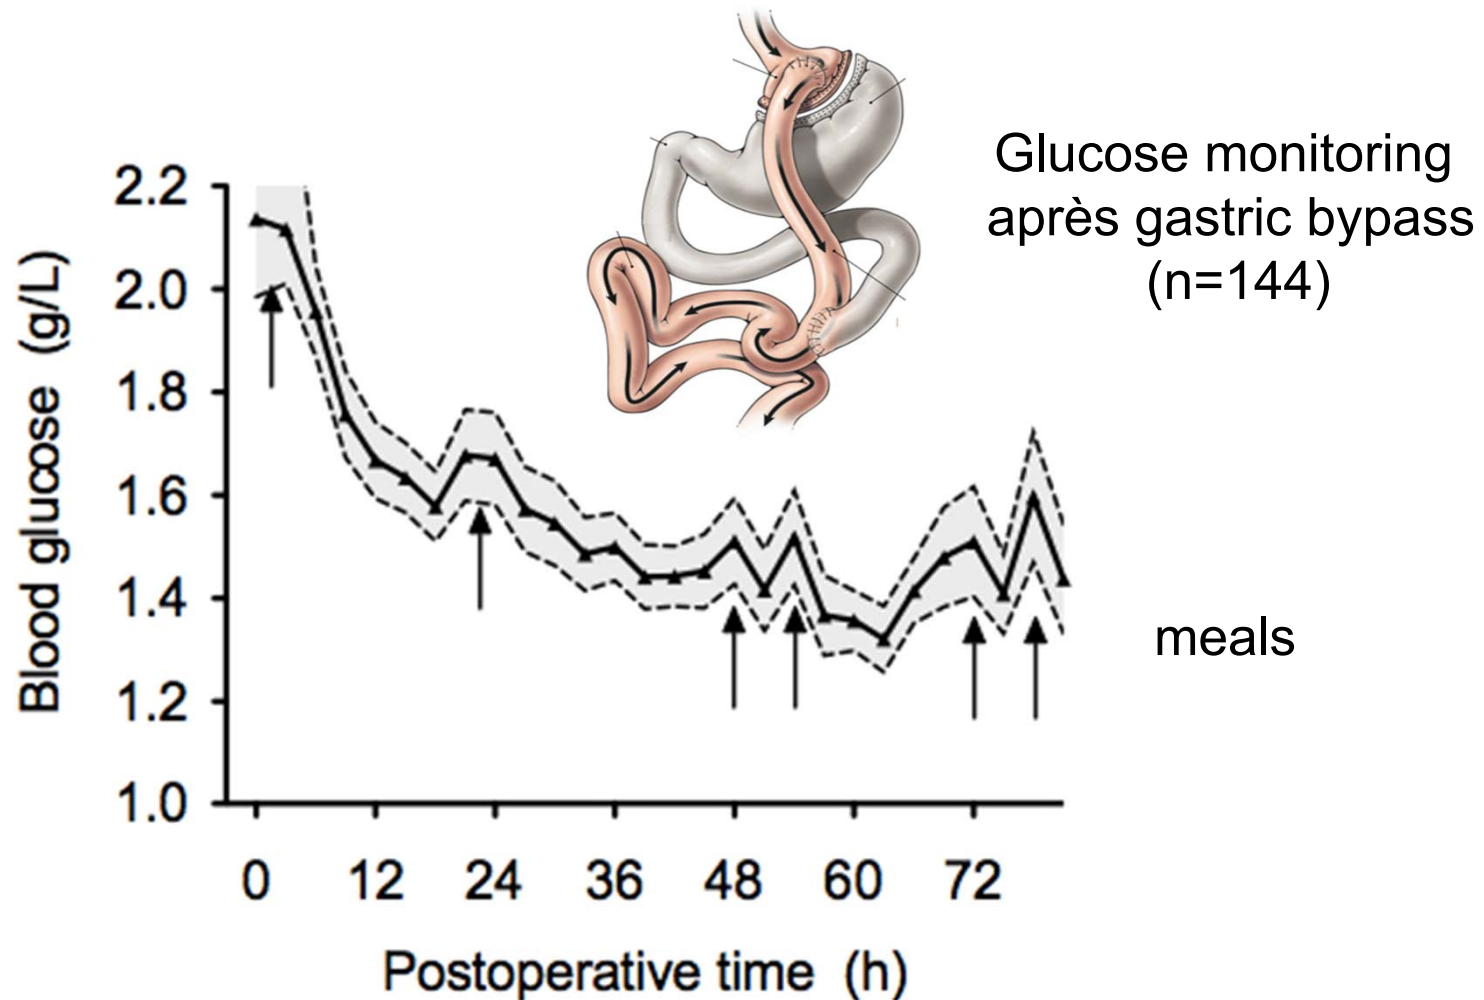 Glucose monitoring
après gastric bypass
(n=144)
Blood glucose (g/L)
2.2
2.0
1.8
1.6
1.4
1.2
1.0
meals
0 12 24 36 48 60 72
Postoperative time (h)